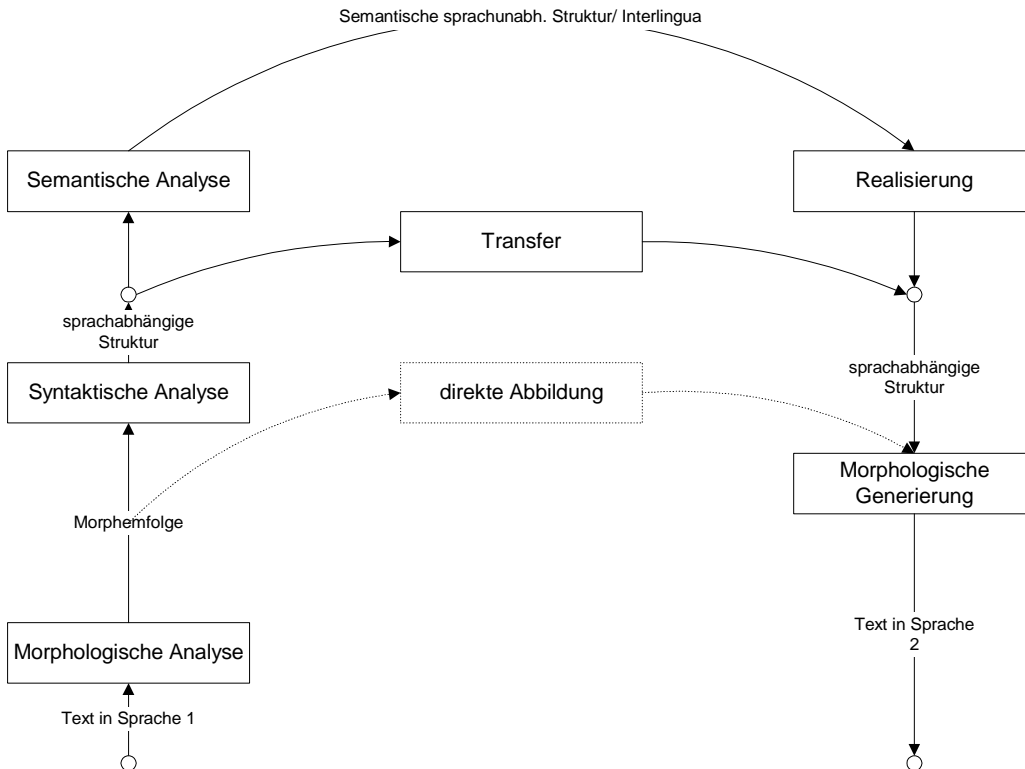 Semantische sprachunabh. Struktur/ Interlingua
Semantische Analyse
Realisierung
Transfer
sprachabhängige
Struktur
Syntaktische Analyse
direkte Abbildung
sprachabhängige
Struktur
Morphologische
Generierung
Morphemfolge
Morphologische Analyse
Text in Sprache
2
Text in Sprache 1